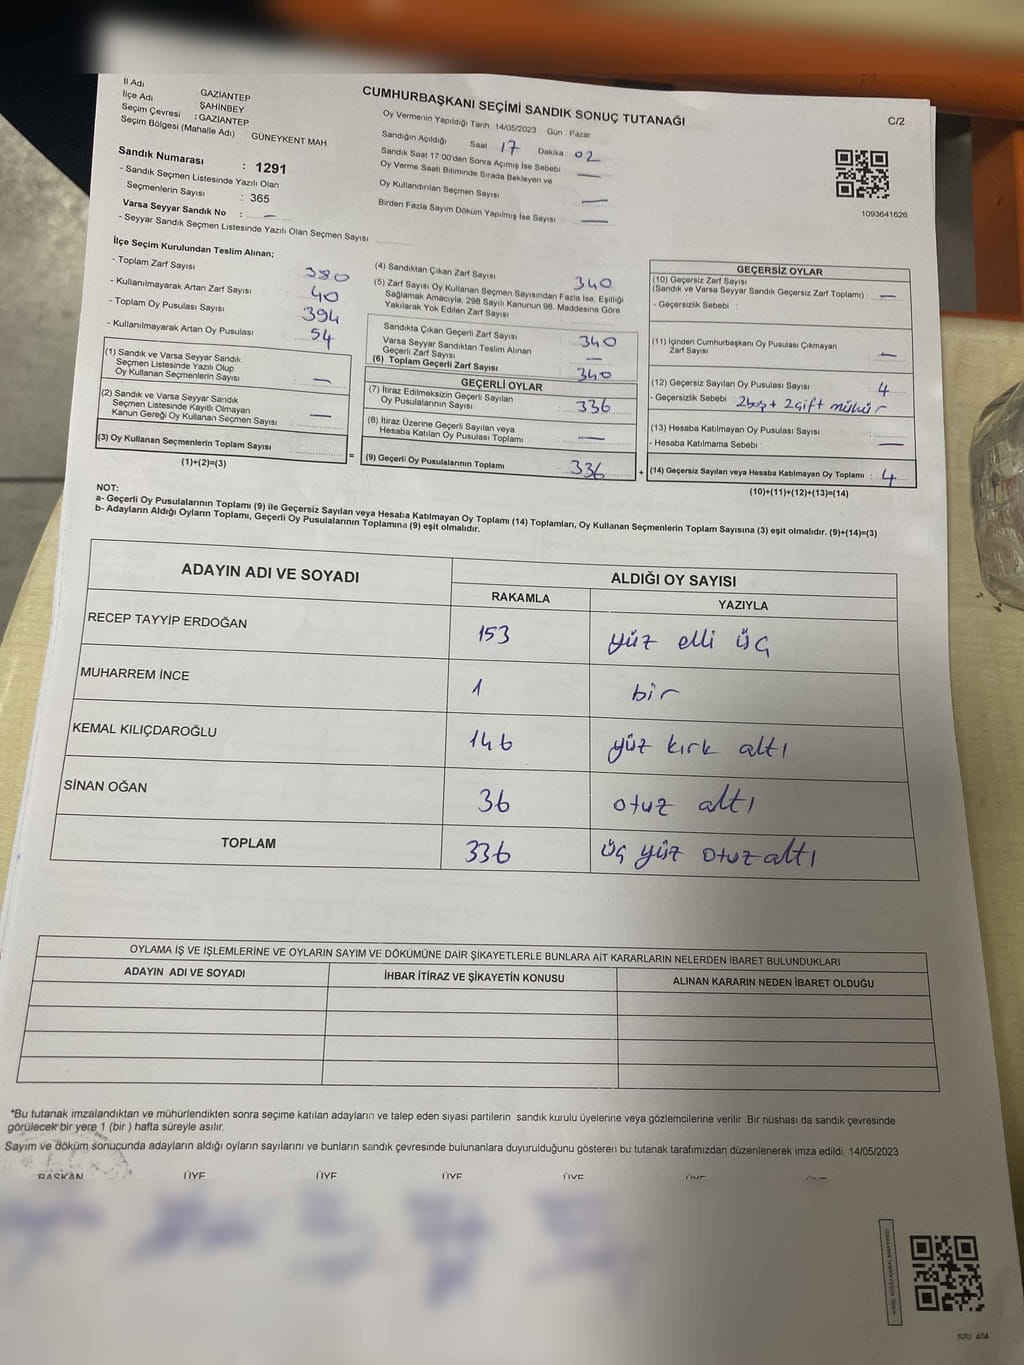 İl Adı GAZİANTEP
İlçe Adı ŞAHİNBEY
Seçim Çevresi : GAZİANTEP
Seçim Bölgesi (Mahalle Adı) : GÜNEYKENT MAH
Sandık Numarası : 1291
- Sandık Seçmen Listesinde Yazılı Olan
Seçmenlerin Sayısı : 365
Varsa Seyyar Sandık No : —
- Seyyar Sandık Seçmen Listesinde Yazılı Olan Seçmen Sayısı
CUMHURBAŞKANI SEÇİMİ SANDIK SONUÇ TUTANAĞI
C/2
Oy Vermenin Yapıldığı Tarih 14/05/2023 Gün : Pazar
Sandığın Açıldığı Saat 17 Dakika 02
Sandık Saat 17:00'den Sonra Açımış İse Sebebi : —
Oy Verme Saati Bitiminde Sırada Bekleyen ve
Oy Kullandırılan Seçmen Sayısı —
Birden Fazla Sayım Döküm Yapılmış İse Sayısı : —
1093641626
İlçe Seçim Kurulundan Teslim Alınan;
- Toplam Zarf Sayısı 380
- Kullanılmayarak Artan Zarf Sayısı 40
- Toplam Oy Pusulası Sayısı 394
- Kullanılmayarak Artan Oy Pusulası 54
(1) Sandık ve Varsa Seyyar Sandık
Seçmen Listesinde Yazılı Olup
Oy Kullanan Seçmenlerin Sayısı : —
(2) Sandık ve Varsa Seyyar Sandık
Seçmen Listesinde Kayıtlı Olmayan
Kanun Gereği Oy Kullanan Seçmen Sayısı : —
(3) Oy Kullanan Seçmenlerin Toplam Sayısı :
(1)+(2)=(3)
=
(4) Sandıktan Çıkan Zarf Sayısı 340
(5) Zarf Sayısı Oy Kullanan Seçmen Sayısından Fazla İse, Eşitliği
Sağlamak Amacıyla, 298 Sayılı Kanunun 98. Maddesine Göre
Yakılarak Yok Edilen Zarf Sayısı
Sandıkta Çıkan Geçerli Zarf Sayısı : 340
Varsa Seyyar Sandıktan Teslim Alınan
Geçerli Zarf Sayısı —
(6) Toplam Geçerli Zarf Sayısı : 340
GEÇERLİ OYLAR
(7) İtiraz Edilmeksizin Geçerli Sayılan
Oy Pusulalarının Sayısı : 336
(8) İtiraz Üzerine Geçerli Sayılan veya
Hesaba Katılan Oy Pusulası Toplamı : —
(9) Geçerli Oy Pusulalarının Toplamı : 336
+
GEÇERSİZ OYLAR
(10) Geçersiz Zarf Sayısı
(Sandık ve Varsa Seyyar Sandık Geçersiz Zarf Toplamı) : —
- Geçersizlik Sebebi :
(11) İçinden Cumhurbaşkanı Oy Pusulası Çıkmayan
Zarf Sayısı : —
(12) Geçersiz Sayılan Oy Pusulası Sayısı : 4
- Geçersizlik Sebebi : 2boş + 2çift mühür
(13) Hesaba Katılmayan Oy Pusulası Sayısı :
- Hesaba Katılmama Sebebi : —
(14) Geçersiz Sayılan veya Hesaba Katılmayan Oy Toplamı : 4
(10)+(11)+(12)+(13)=(14)
NOT:
a- Geçerli Oy Pusulalarının Toplamı (9) ile Geçersiz Sayılan veya Hesaba Katılmayan Oy Toplamı (14) Toplamları, Oy Kullanan Seçmenlerin Toplam Sayısına (3) eşit olmalıdır. (9)+(14)=(3)
b- Adayların Aldığı Oyların Toplamı, Geçerli Oy Pusulalarının Toplamına (9) eşit olmalıdır.
ADAYIN ADI VE SOYADI ALDIĞI OY SAYISI
RAKAMLA YAZIYLA
RECEP TAYYİP ERDOĞAN 153 yüz elli üç
MUHARREM İNCE 1 bir
KEMAL KILIÇDAROĞLU 146 yüz kırk altı
SİNAN OĞAN 36 otuz altı
TOPLAM 336 üç yüz otuz altı
OYLAMA İŞ VE İŞLEMLERİNE VE OYLARIN SAYIM VE DÖKÜMÜNE DAİR ŞİKAYETLERLE BUNLARA AİT KARARLARIN NELERDEN İBARET BULUNDUKLARI
ADAYIN ADI VE SOYADI İHBAR İTİRAZ VE ŞİKAYETİN KONUSU ALINAN KARARIN NEDEN İBARET OLDUĞU
*Bu tutanak imzalandıktan ve mühürlendikten sonra seçime katılan adayların ve talep eden siyasi partilerin sandık kurulu üyelerine veya gözlemcilerine verilir. Bir nüshası da sandık çevresinde
görülecek bir yere 1 (bir ) hafta süreyle asılır.
Sayım ve döküm sonucunda adayların aldığı oyların sayılarını ve bunların sandık çevresinde bulunanlara duyurulduğunu gösteren bu tutanak tarafımızdan düzenlenerek imza edildi. 14/05/2023
BAŞKAN ÜYE ÜYE ÜYE ÜYE